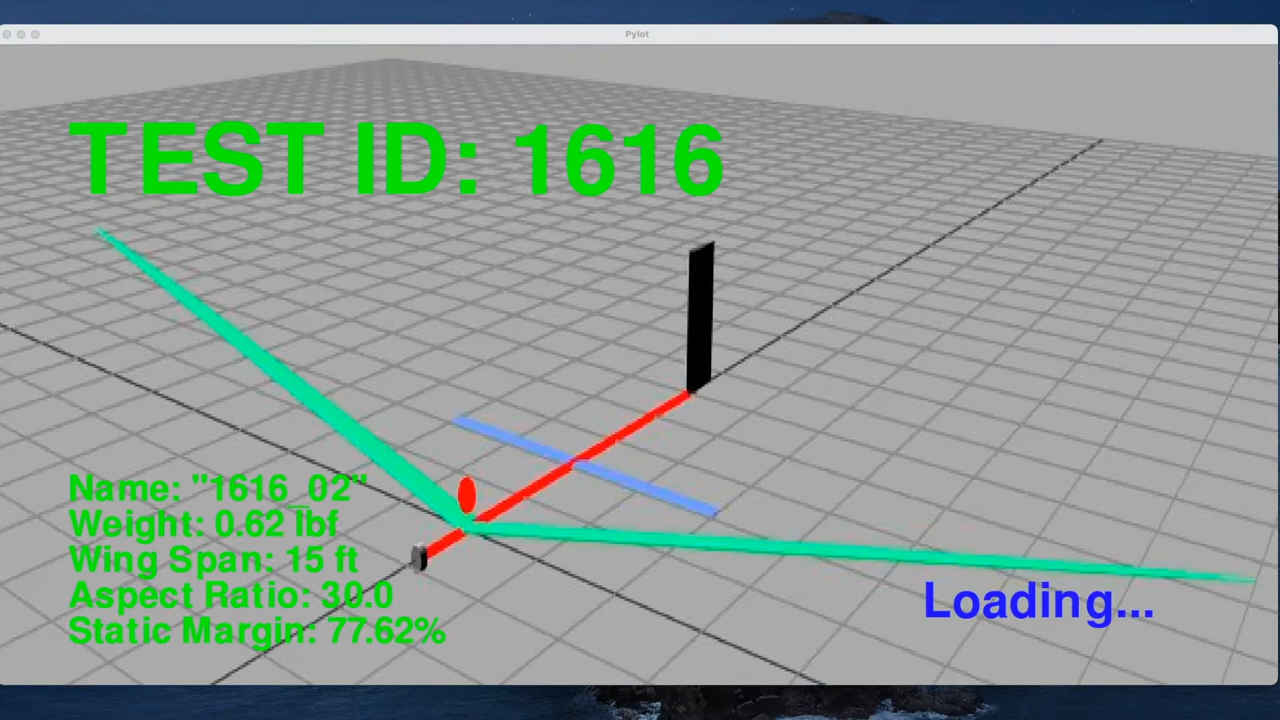 Pylot
TEST ID: 1616
Name: "1616_02"
Weight: 0.62 lbf
Wing Span: 15 ft
Aspect Ratio: 30.0
Static Margin: 77.62%
Loading...